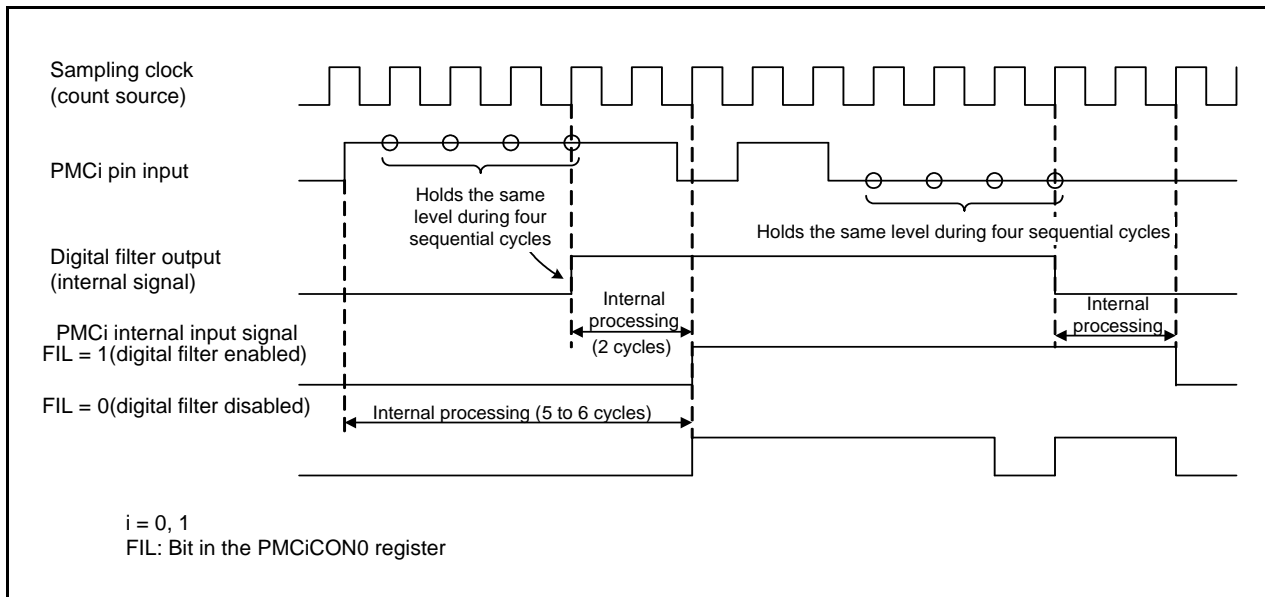 Sampling clock
(count source)
PMCi pin input
Holds the same
level during four
sequential cycles
Holds the same level during four sequential cycles
Digital filter output
(internal signal)
Internal
processing
(2 cycles)
Internal
processing
PMCi internal input signal
FIL = 1(digital filter enabled)
FIL = 0(digital filter disabled)
Internal processing (5 to 6 cycles)
i = 0, 1
FIL: Bit in the PMCiCON0 register